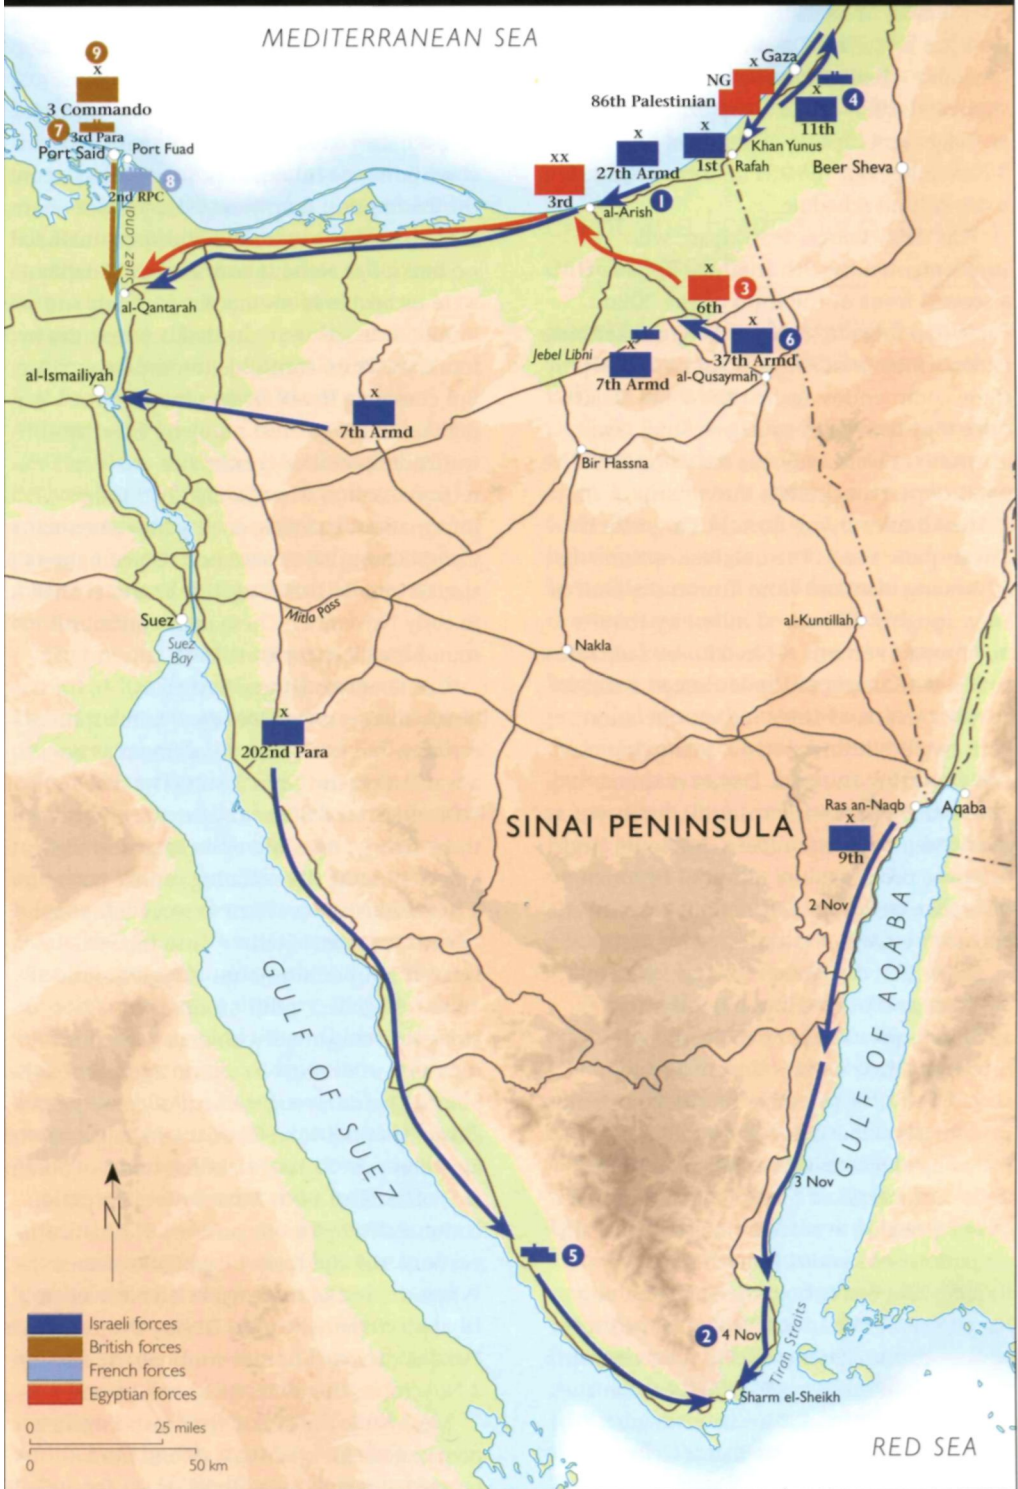 MEDITERRANEAN SEA
9
x
3 Commando
7
3rd Para
Port Said
Port Fuad
8
2nd RPC
Suez Canal
al-Qantarah
al-Ismailiyah
x
7th Armd
xx
3rd
x
27th Armd
al-Arish
1
x
1st
Rafah
Khan Yunus
x
NG
86th Palestinian
Gaza
x
11th
4
Beer Sheva
x
6th
3
x
37th Armd
6
Jebel Libni
x
7th Armd
al-Qusaymah
Bir Hassna
Suez
Suez
Bay
Mitla Pass
Nakla
al-Kuntillah
x
202nd Para
SINAI PENINSULA
Ras an-Naqb
Aqaba
x
9th
2 Nov
GULF OF SUEZ
GULF OF AQABA
3 Nov
N
5
2
4 Nov
Tiran Straits
Sharm el-Sheikh
RED SEA
Israeli forces
British forces
French forces
Egyptian forces
0
25 miles
0
50 km